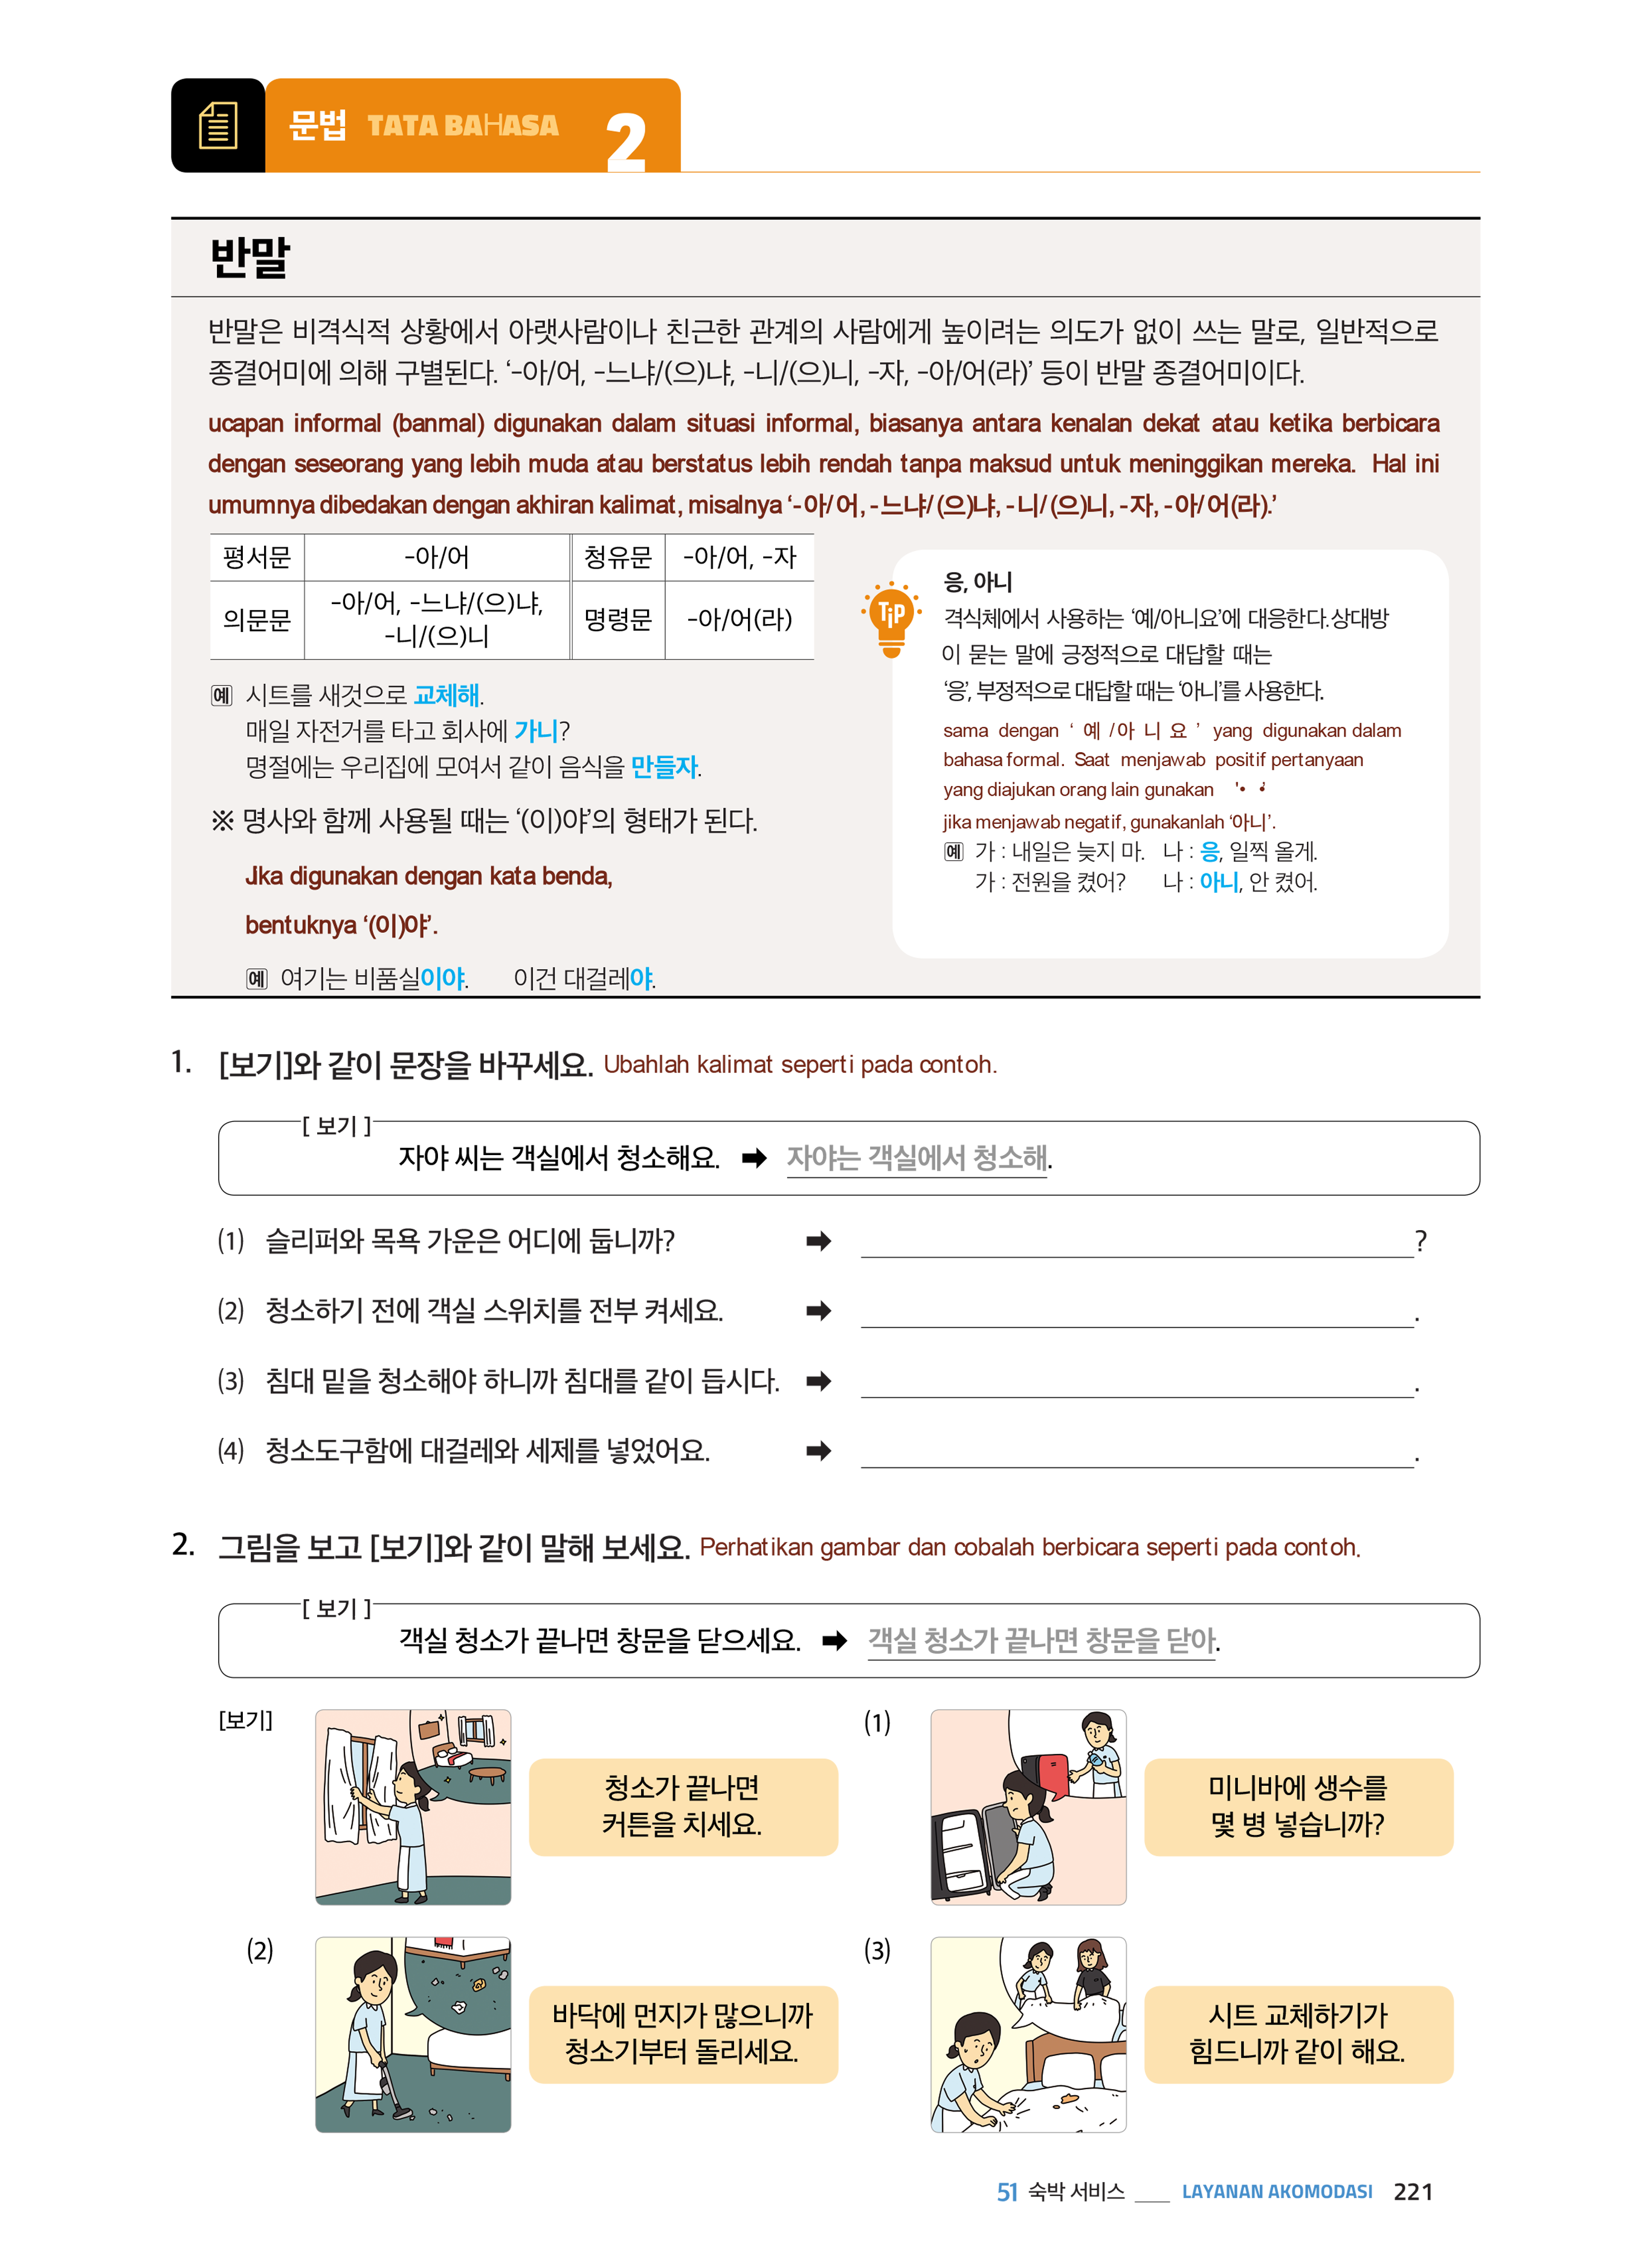 문법 TATA BAHASA 2
반말
반말은 비격식적 상황에서 아랫사람이나 친근한 관계의 사람에게 높이려는 의도가 없이 쓰는 말로, 일반적으로
종결어미에 의해 구별된다. ‘-아/어, -느냐/(으)냐, -니/(으)니, -자, -아/어(라)’ 등이 반말 종결어미이다.
ucapan informal (banmal) digunakan dalam situasi informal, biasanya antara kenalan dekat atau ketika berbicara
dengan seseorang yang lebih muda atau berstatus lebih rendah tanpa maksud untuk meninggikan mereka. Hal ini
umumnya dibedakan dengan akhiran kalimat, misalnya ‘-아/어, -느냐/(으)냐, -니/(으)니, -자, -아/어(라).’
평서문 -아/어 청유문 -아/어, -자
의문문 -아/어, -느냐/(으)냐, -니/(으)니 명령문 -아/어(라)
예 시트를 새것으로 교체해.
매일 자전거를 타고 회사에 가니?
명절에는 우리집에 모여서 같이 음식을 만들자.
※ 명사와 함께 사용될 때는 ‘(이)야’의 형태가 된다.
Jika digunakan dengan kata benda,
bentuknya ‘(이)야’.
예 여기는 비품실이야. 이건 대걸레야.
TiP
응, 아니
격식체에서 사용하는 ‘예/아니요’에 대응한다.상대방
이 묻는 말에 긍정적으로 대답할 때는
‘응’, 부정적으로 대답할 때는 ‘아니’를 사용한다.
sama dengan ‘ 예 /아 니 요 ’ yang digunakan dalam
bahasa formal. Saat menjawab positif pertanyaan
yang diajukan orang lain gunakan '• •'
jika menjawab negatif, gunakanlah ‘아니’.
예 가 : 내일은 늦지 마. 나 : 응, 일찍 올게.
가 : 전원을 켰어? 나 : 아니, 안 켰어.
1. [보기]와 같이 문장을 바꾸세요. Ubahlah kalimat seperti pada contoh.
[ 보기 ]
자야 씨는 객실에서 청소해요. ➡ 자야는 객실에서 청소해.
(1) 슬리퍼와 목욕 가운은 어디에 둡니까? ➡ ?
(2) 청소하기 전에 객실 스위치를 전부 켜세요. ➡ .
(3) 침대 밑을 청소해야 하니까 침대를 같이 듭시다. ➡ .
(4) 청소도구함에 대걸레와 세제를 넣었어요. ➡ .
2. 그림을 보고 [보기]와 같이 말해 보세요. Perhatikan gambar dan cobalah berbicara seperti pada contoh.
[ 보기 ]
객실 청소가 끝나면 창문을 닫으세요. ➡ 객실 청소가 끝나면 창문을 닫아.
[보기]
청소가 끝나면
커튼을 치세요.
(1)
미니바에 생수를
몇 병 넣습니까?
(2)
바닥에 먼지가 많으니까
청소기부터 돌리세요.
(3)
시트 교체하기가
힘드니까 같이 해요.
51 숙박 서비스 ___ LAYANAN AKOMODASI 221